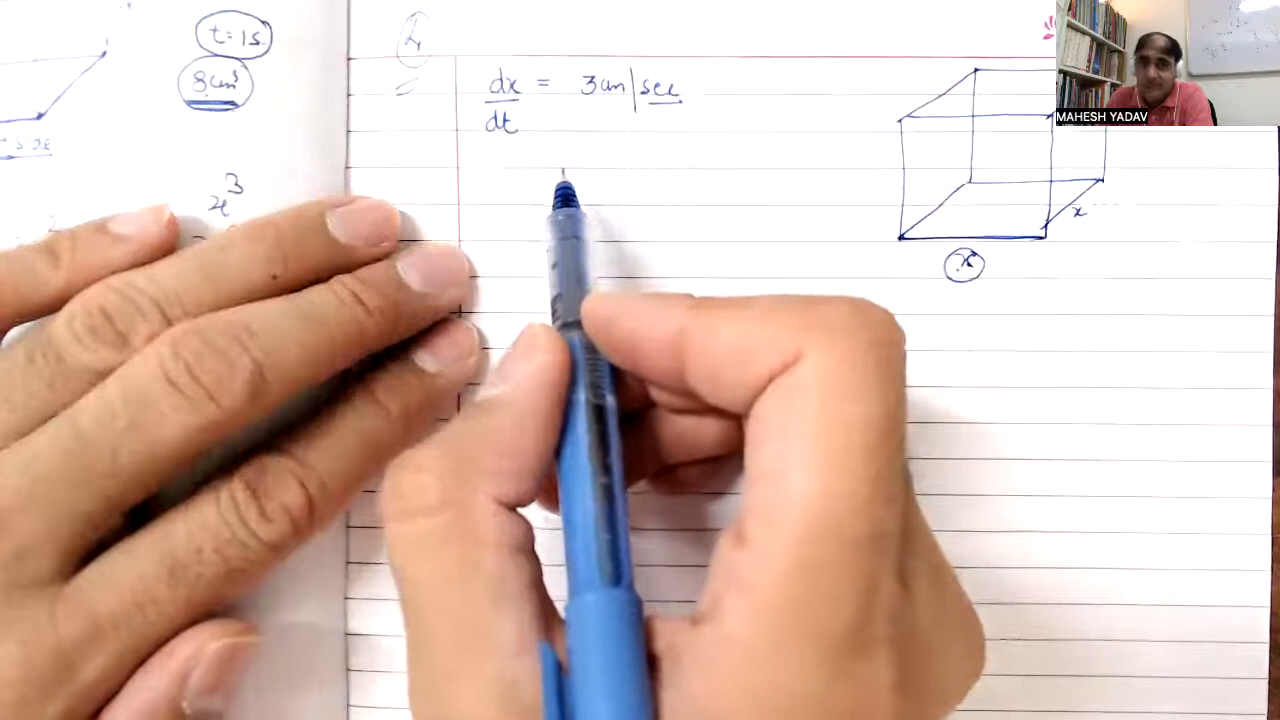 t=1s
8cm³
x³
2
dx/dt = 3cm/sec
x
x
MAHESH YADAV